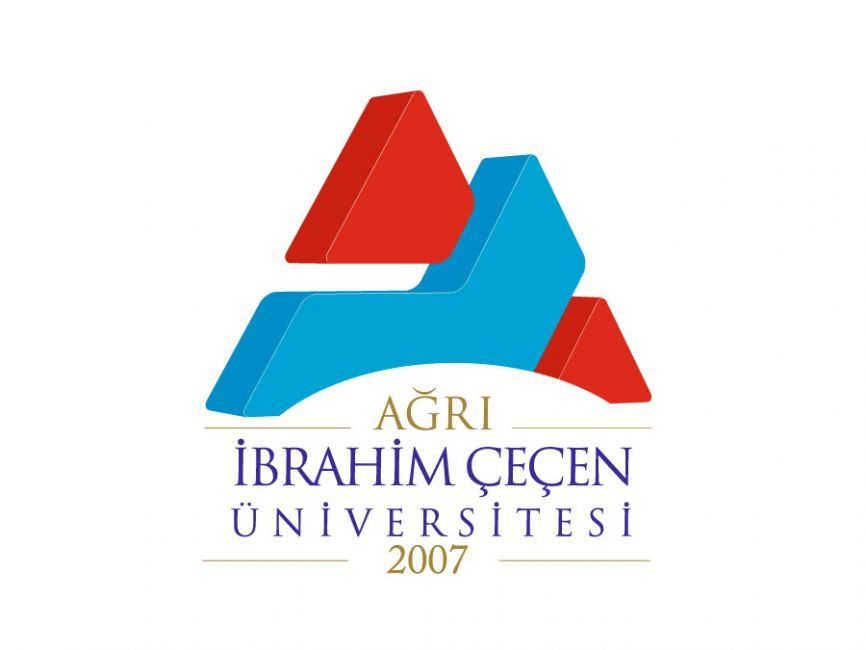 AĞRI
İBRAHİM ÇEÇEN
ÜNİVERSİTESİ
2007